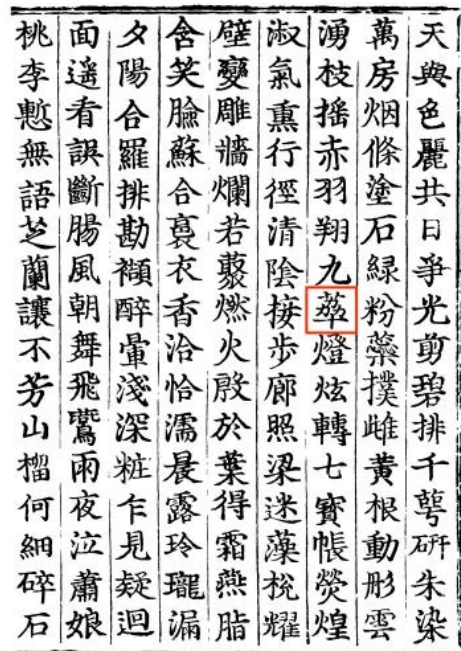 天與色麗共日爭光剪碧排千萼研朱染
萬房烟條塗石緑粉蘂撲雌黄根動彤雲
湧枝揺赤羽翔九華燈炫轉七寳帳熒煌
淑氣熏行徑清陰接步廊照梁迷藻梲耀
壁變雕牆爛若藂燃火殷於葉得霜燕脂
含笑臉蘇合裛衣香洽恰濡晨露玲瓏漏
夕陽合羅排勘纈醉暈淺深粧乍見疑迴
面遥看誤斷腸風朝舞飛鷰雨夜泣蕭娘
桃李慙無語芝蘭讓不芳山榴何細碎石